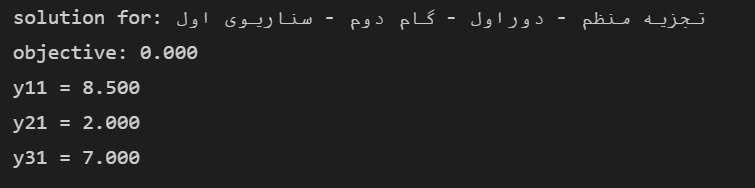 solution for: تجزیه منظم - دوراول - گام دوم - سناریوی اول
objective: 0.000
y11 = 8.500
y21 = 2.000
y31 = 7.000